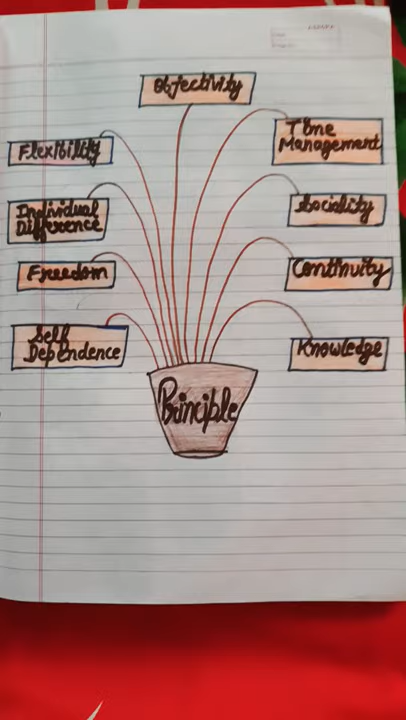 Objectivity
Flexibility
Time
Management
Individual
Difference
Sociality
Freedom
Continuity
Self
Dependence
Knowledge
Principle